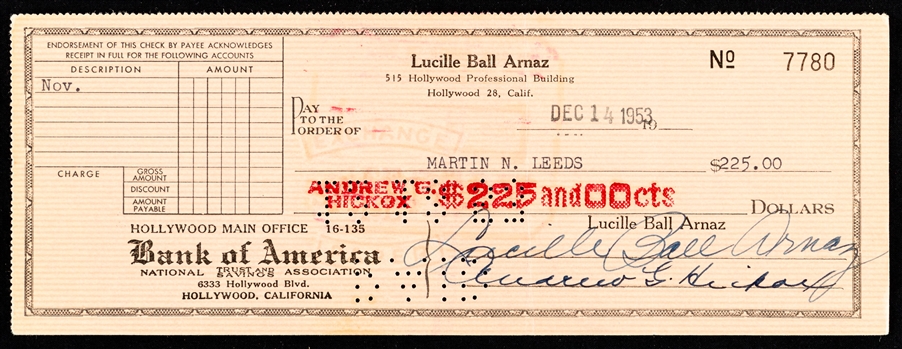 ENDORSEMENT OF THIS CHECK BY PAYEE ACKNOWLEDGES
RECEIPT IN FULL FOR THE FOLLOWING ACCOUNTS
DESCRIPTION AMOUNT
Nov.
CHARGE
GROSS AMOUNT
DISCOUNT
AMOUNT PAYABLE
HOLLYWOOD MAIN OFFICE 16-135
Bank of America
NATIONAL TRUST AND SAVINGS ASSOCIATION
6333 Hollywood Blvd.
HOLLYWOOD, CALIFORNIA
Lucille Ball Arnaz
515 Hollywood Professional Building
Hollywood 28, Calif.
No 7780
PAY TO THE ORDER OF
DEC 14 1953 19
EXCHANGE
MARTIN N. LEEDS $225.00
ANDREW G. HICKOX $225 and 00 cts
DOLLARS
Lucille Ball Arnaz
Lucille Ball Arnaz
Andrew G. Hickox